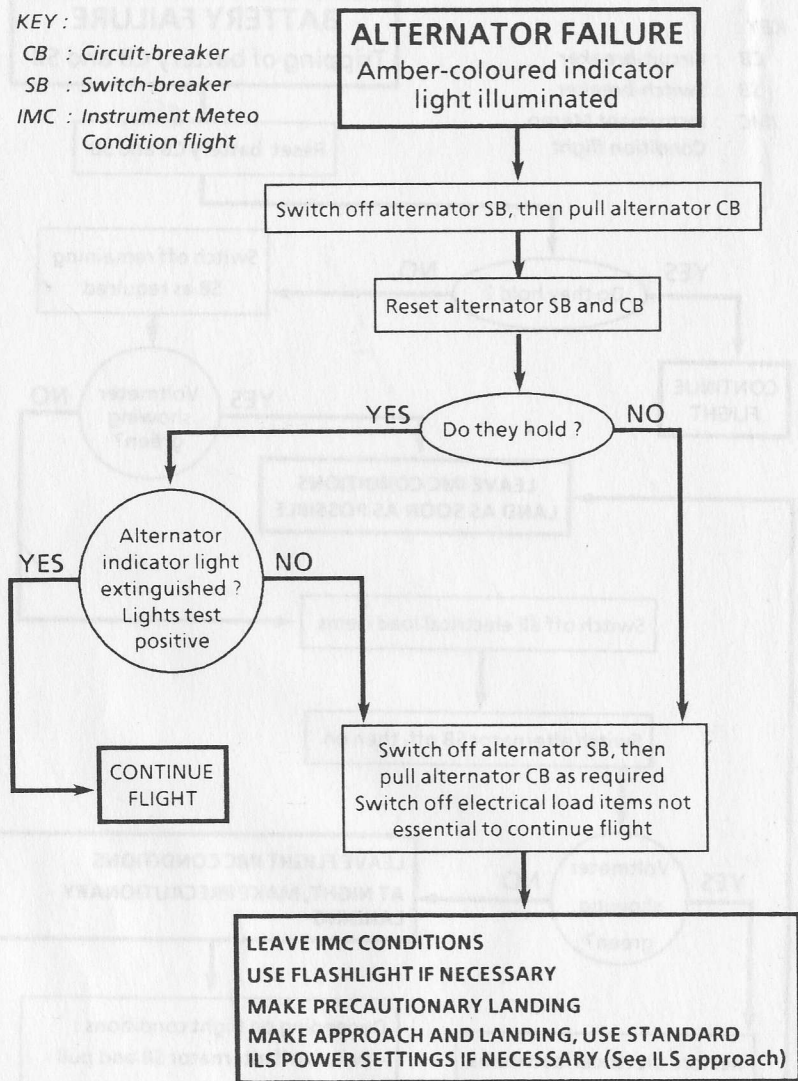 KEY :
CB : Circuit-breaker
SB : Switch-breaker
IMC : Instrument Meteo
Condition flight
ALTERNATOR FAILURE
Amber-coloured indicator
light illuminated
Switch off alternator SB, then pull alternator CB
Reset alternator SB and CB
YES
Do they hold ?
NO
YES
Alternator
indicator light
extinguished ?
Lights test
positive
NO
CONTINUE
FLIGHT
Switch off alternator SB, then
pull alternator CB as required
Switch off electrical load items not
essential to continue flight
LEAVE IMC CONDITIONS
USE FLASHLIGHT IF NECESSARY
MAKE PRECAUTIONARY LANDING
MAKE APPROACH AND LANDING, USE STANDARD
ILS POWER SETTINGS IF NECESSARY (See ILS approach)